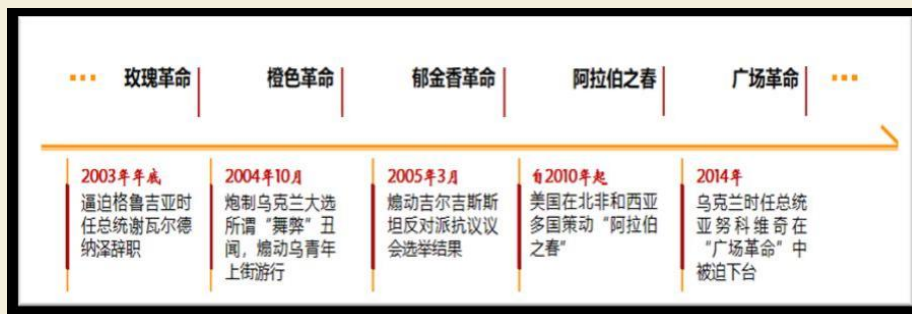 ... 玫瑰革命
橙色革命
郁金香革命
阿拉伯之春
广场革命 ...
2003年年底
逼迫格鲁吉亚时
任总统谢瓦尔德
纳泽辞职
2004年10月
炮制乌克兰大选
所谓“舞弊”丑
闻，煽动乌青年
上街游行
2005年3月
煽动吉尔吉斯斯
坦反对派抗议议
会选举结果
自2010年起
美国在北非和西亚
多国策动“阿拉伯
之春”
2014年
乌克兰时任总统
亚努科维奇在
“广场革命”中
被迫下台